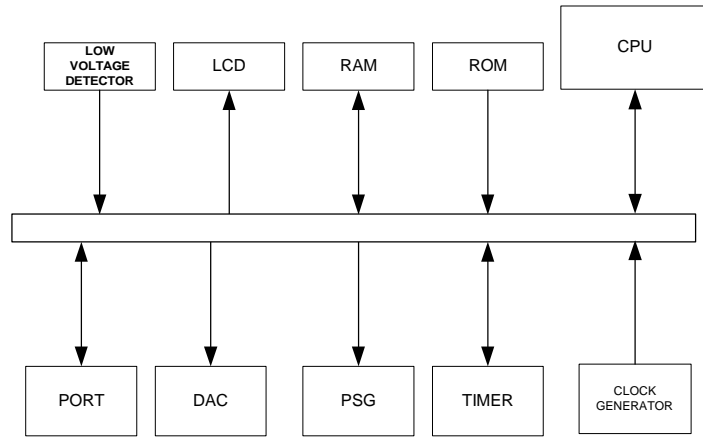 LOW
VOLTAGE
DETECTOR
LCD
RAM
ROM
CPU
PORT
DAC
PSG
TIMER
CLOCK
GENERATOR